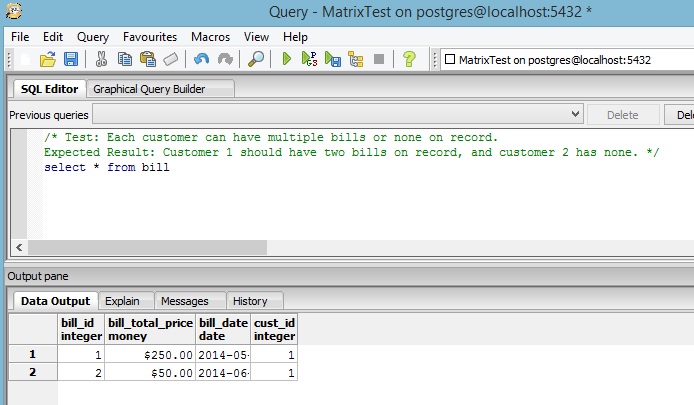 Query - MatrixTest on postgres@localhost:5432 *
File Edit Query Favourites Macros View Help
MatrixTest on postgres@localhost:5432
SQL Editor Graphical Query Builder
Previous queries Delete Del
/* Test: Each customer can have multiple bills or none on record.
Expected Result: Customer 1 should have two bills on record, and customer 2 has none. */
select * from bill
Output pane
Data Output Explain Messages History
bill_id bill_total_price bill_date cust_id
integer money date integer
1 1 $250.00 2014-05- 1
2 2 $50.00 2014-06- 1